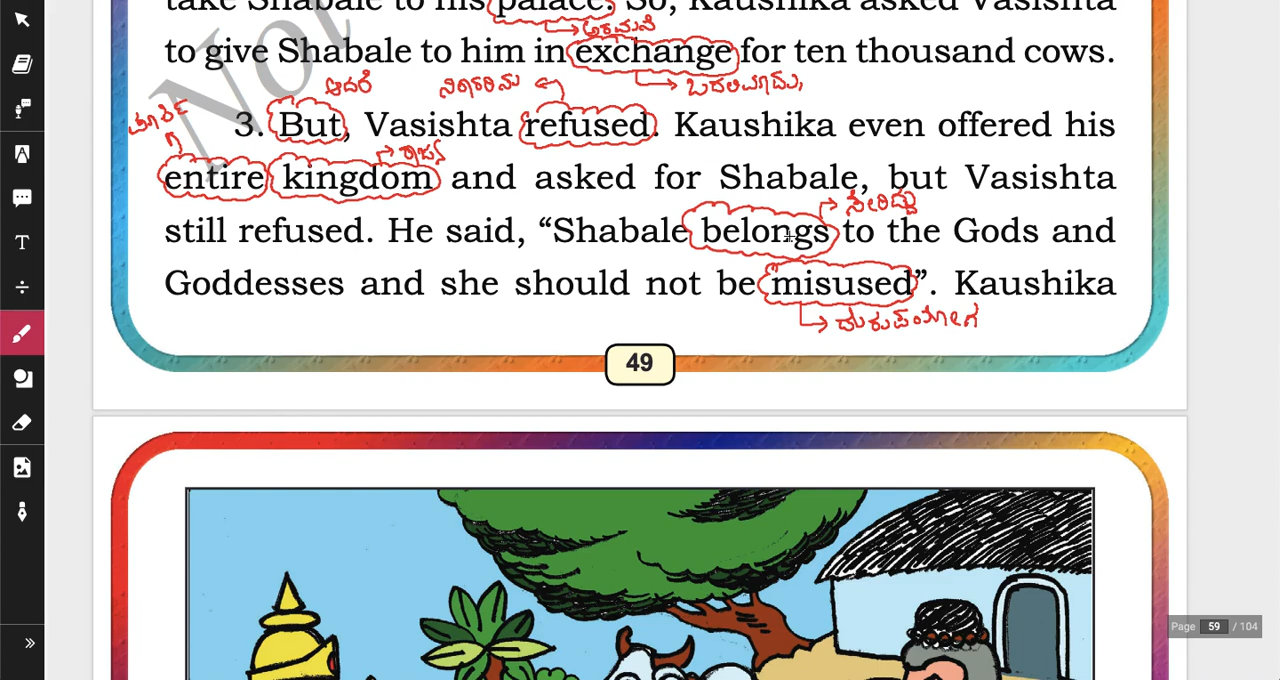 take Shabale to his palace. So, Kaushika asked Vasishta
ಅರಮನೆ
to give Shabale to him in exchange for ten thousand cows.
ಆದರೆ ನಿರಾಕರಿಸು ಬದಲಿಯಾದು,
Not
3. But, Vasishta refused. Kaushika even offered his
ರಾಜ್ಯ
entire kingdom and asked for Shabale, but Vasishta
ಸೇರಿದ್ದು
still refused. He said, “Shabale belongs to the Gods and
Goddesses and she should not be misused”. Kaushika
ದುರುಪಯೋಗ
49
Page 59 / 104